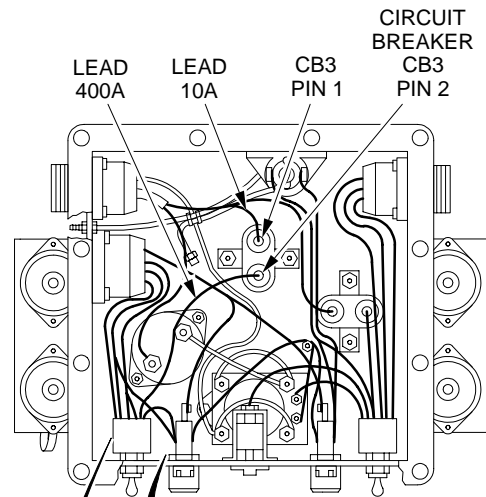 CIRCUIT
BREAKER
CB3
PIN 2
LEAD
400A
LEAD
10A
CB3
PIN 1